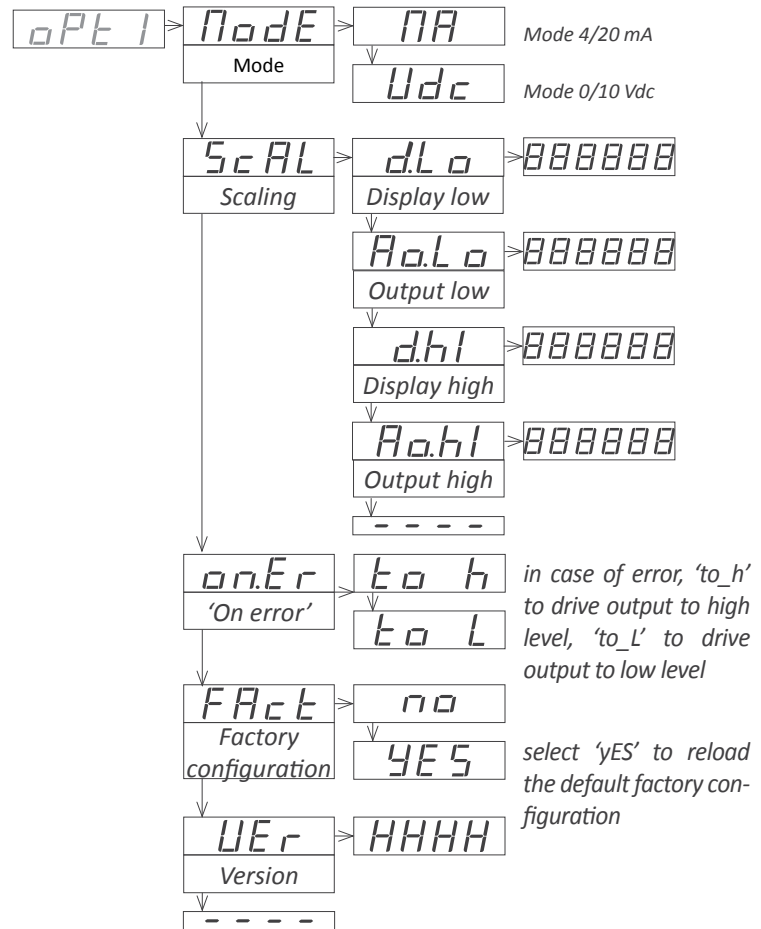 oPt 1
ModE
Mode
MA
Mode 4/20 mA
Vdc
Mode 0/10 Vdc
ScAL
Scaling
d.Lo
Display low
888888
Ao.Lo
Output low
888888
d.hI
Display high
888888
Ao.hI
Output high
888888
- - - -
on.Er
'On error'
to h
to L
in case of error, ‘to_h’
to drive output to high
level, ‘to_L’ to drive
output to low level
FAct
Factory
configuration
no
yES
select ‘yES’ to reload
the default factory con-
figuration
VEr
Version
HHHH
- - - -